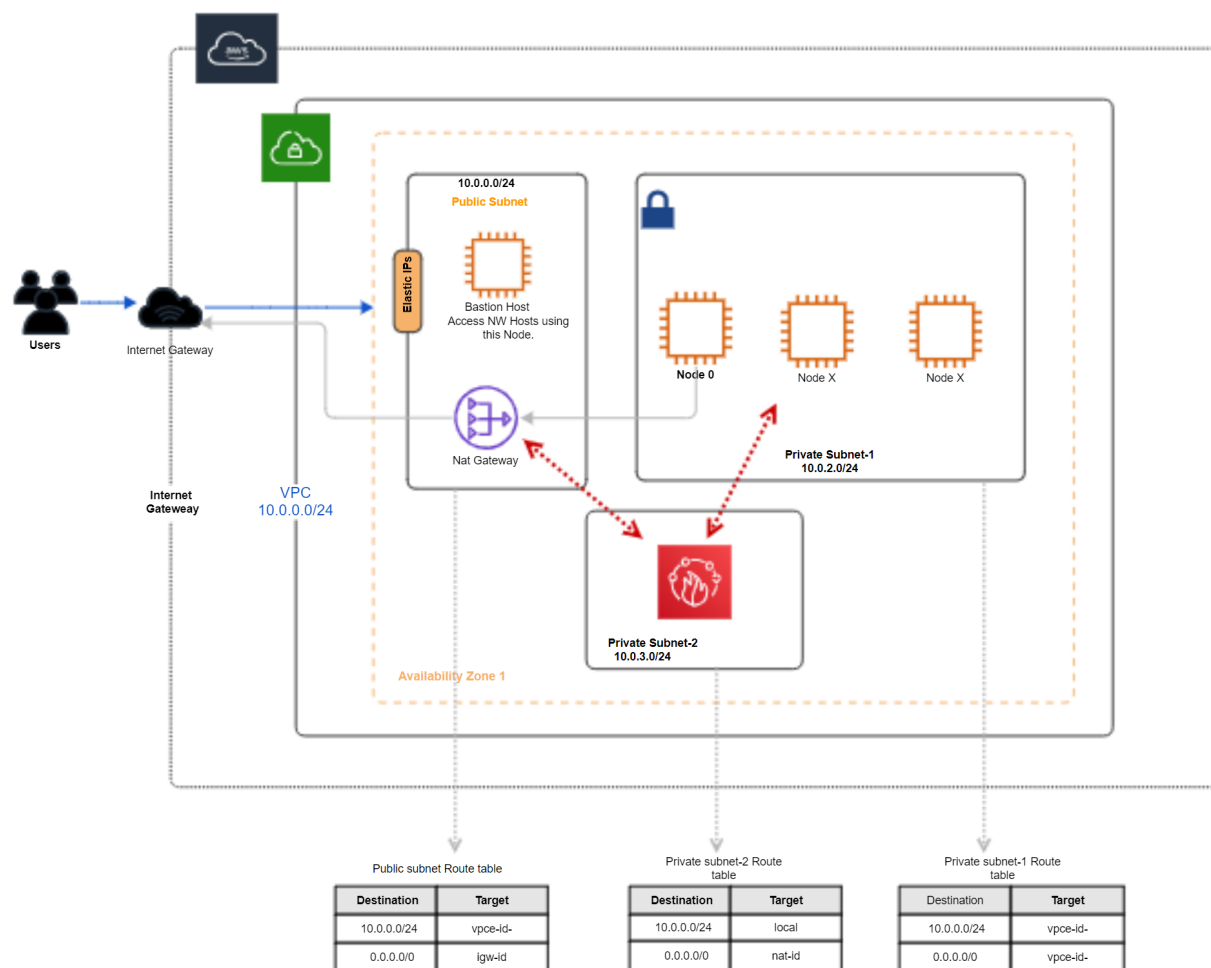 aws
10.0.0.0/24
Public Subnet
Elastic IPs
Bastion Host
Access NW Hosts using
this Node.
Users
Internet Gateway
Node 0
Node X
Node X
Nat Gateway
Private Subnet-1
10.0.2.0/24
Internet
Gateweay
VPC
10.0.0.0/24
Private Subnet-2
10.0.3.0/24
Availability Zone 1
Public subnet Route table
Destination Target
10.0.0.0/24 vpce-id-
0.0.0.0/0 igw-id
Private subnet-2 Route
table
Destination Target
10.0.0.0/24 local
0.0.0.0/0 nat-id
Private subnet-1 Route
table
Destination Target
10.0.0.0/24 vpce-id-
0.0.0.0/0 vpce-id-